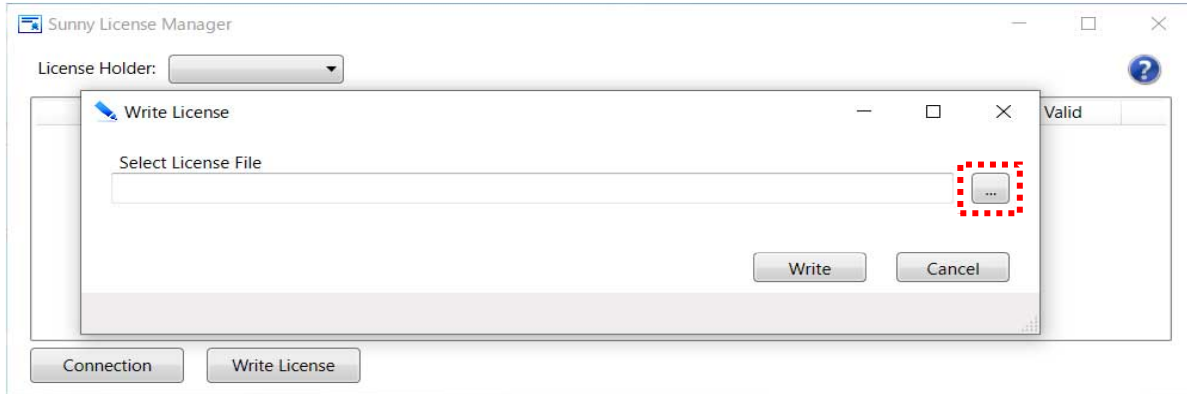 Sunny License Manager
License Holder:
?
Valid
Write License
Select License File
...
Write
Cancel
Connection
Write License